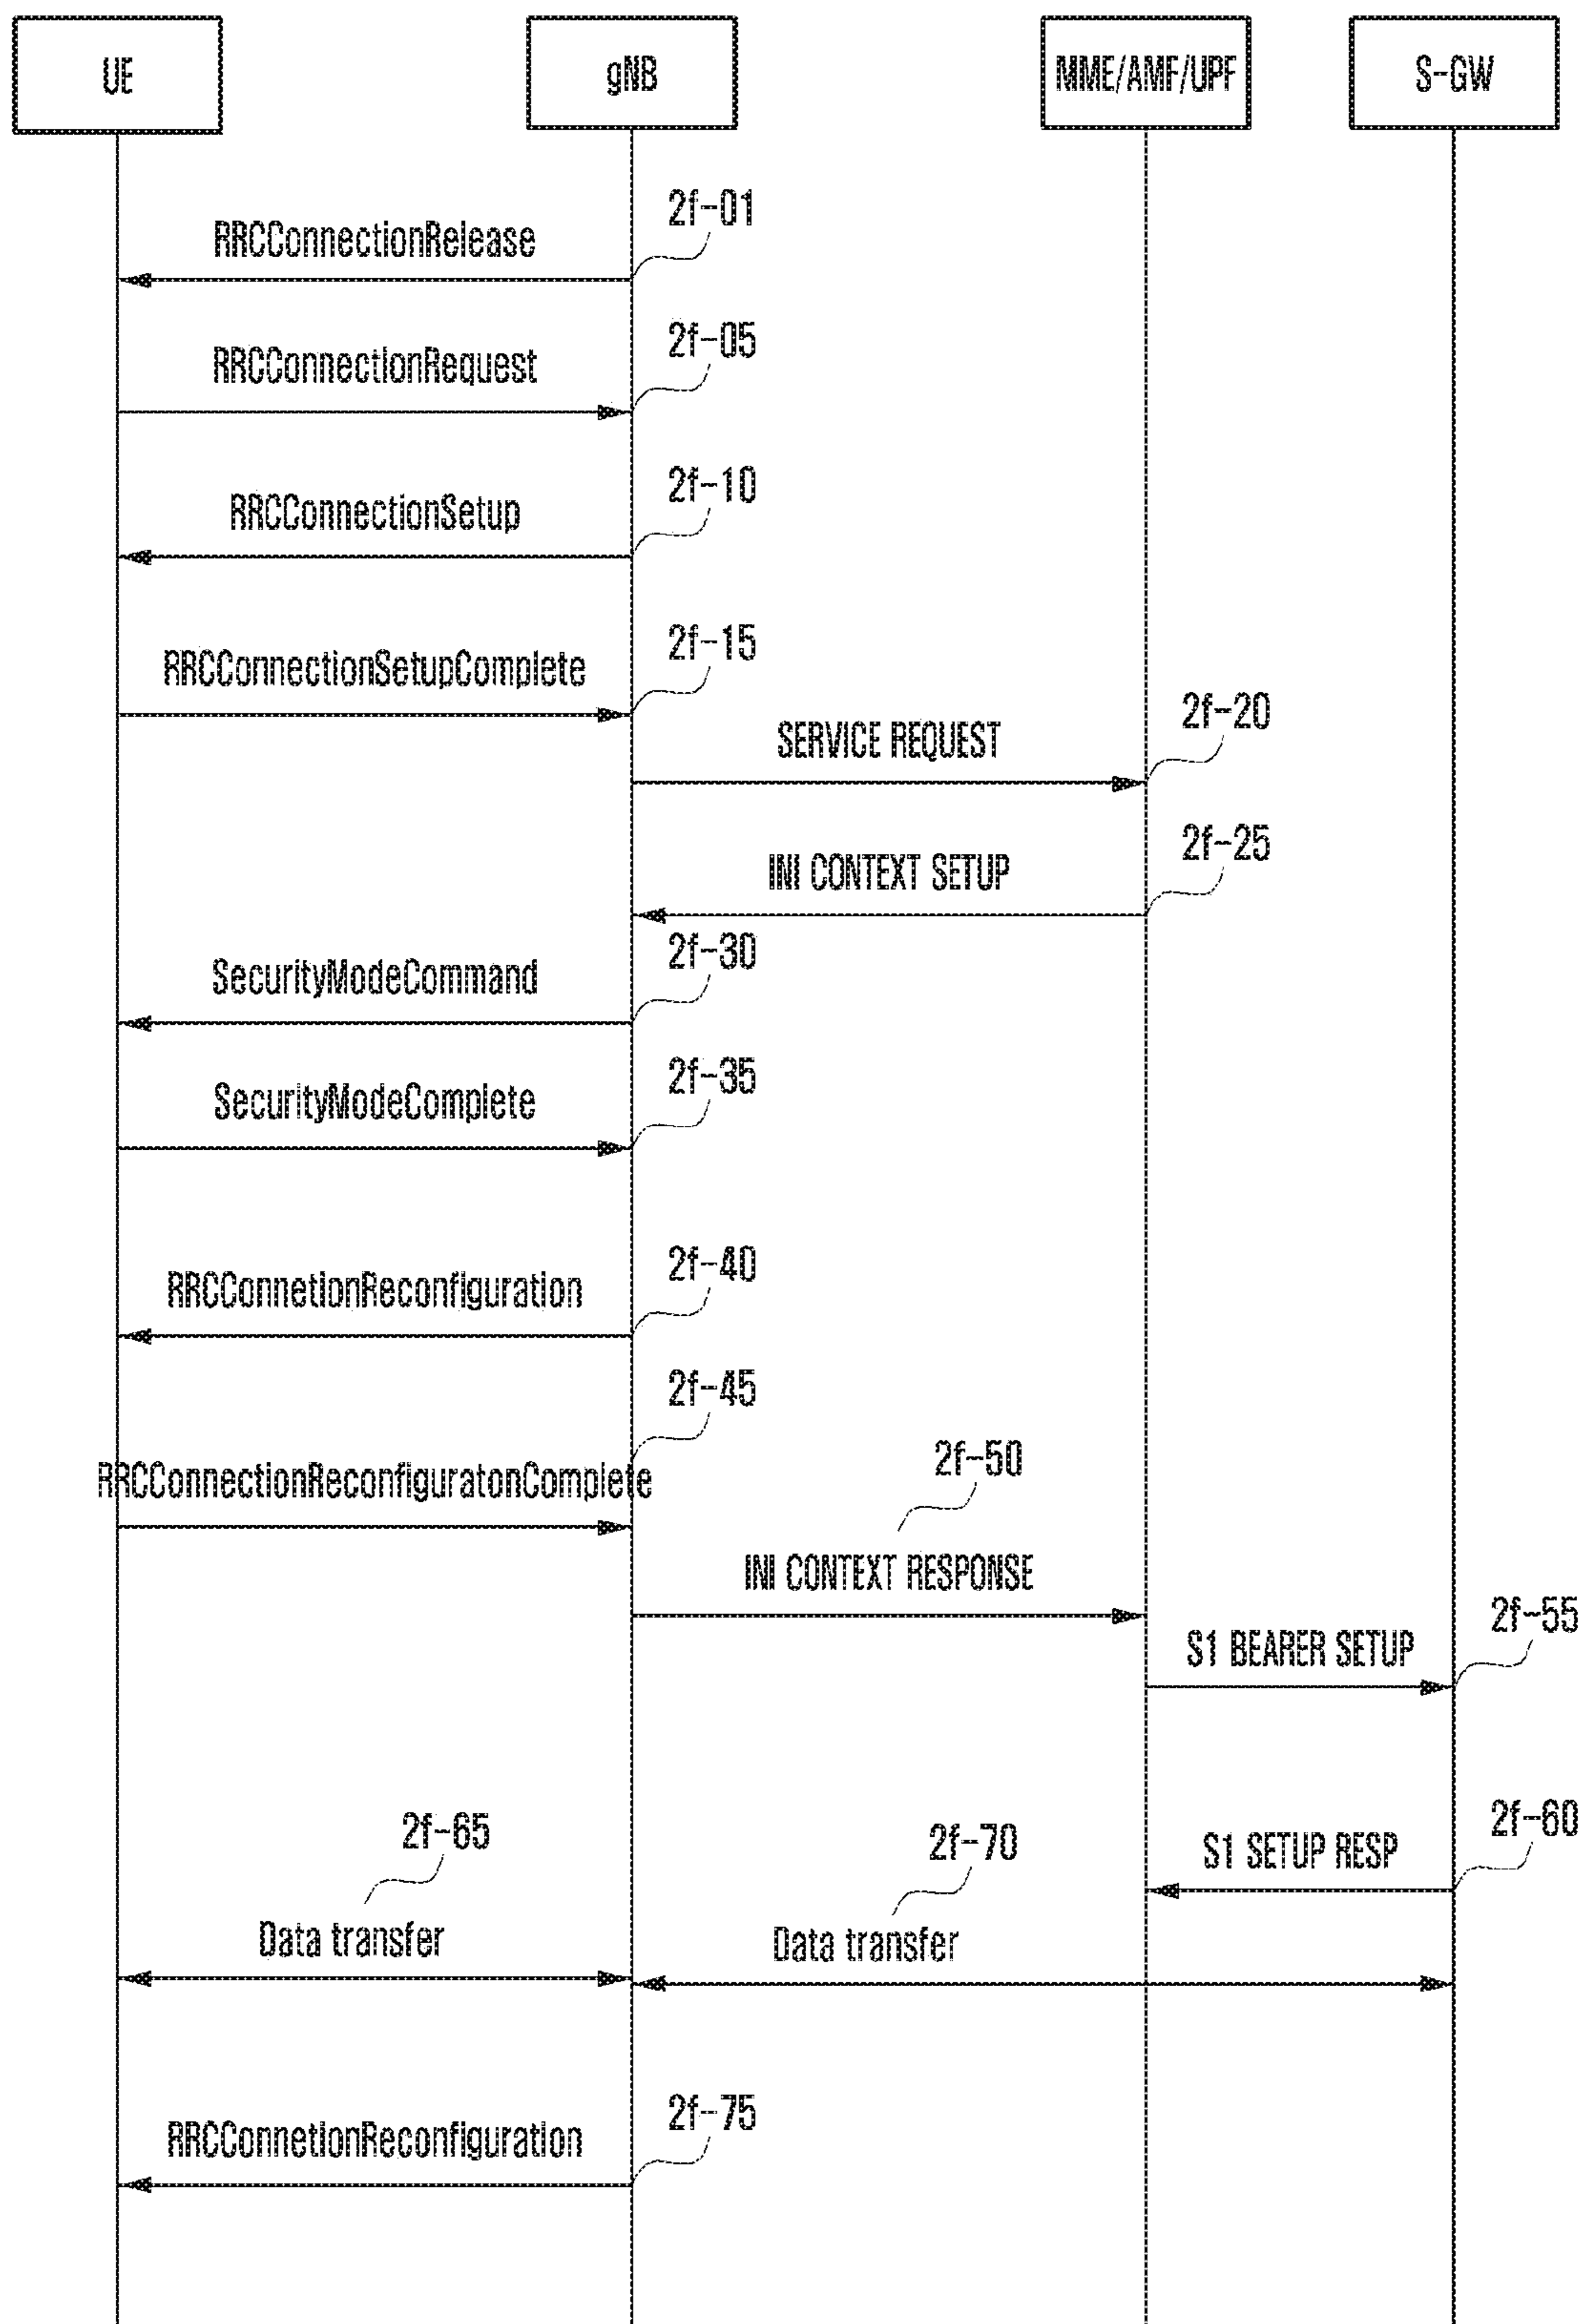 UE
gNB
MME/AMF/UPF
S-GW
2f-01
RRCConnectionRelease
2f-05
RRCConnectionRequest
2f-10
RRCConnectionSetup
2f-15
RRCConnectionSetupComplete
2f-20
SERVICE REQUEST
2f-25
INI CONTEXT SETUP
2f-30
SecurityModeCommand
2f-35
SecurityModeComplete
2f-40
RRCConnetionReconfiguration
2f-45
RRCConnectionReconfiguratonComplete
2f-50
INI CONTEXT RESPONSE
2f-55
S1 BEARER SETUP
2f-60
S1 SETUP RESP
2f-65
Data transfer
2f-70
Data transfer
2f-75
RRCConnetionReconfiguration